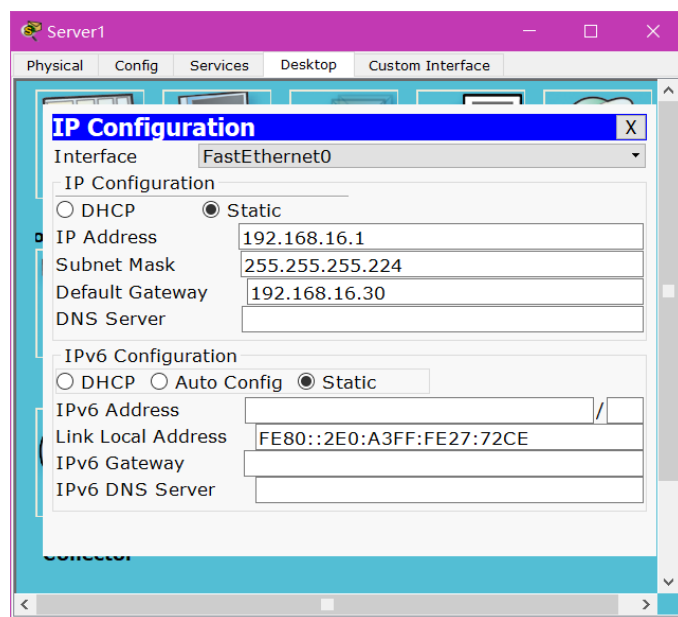 Server1
Physical Config Services Desktop Custom Interface
IP Configuration X
Interface FastEthernet0
IP Configuration
DHCP Static
IP Address 192.168.16.1
Subnet Mask 255.255.255.224
Default Gateway 192.168.16.30
DNS Server
IPv6 Configuration
DHCP Auto Config Static
IPv6 Address /
Link Local Address FE80::2E0:A3FF:FE27:72CE
IPv6 Gateway
IPv6 DNS Server
Collector